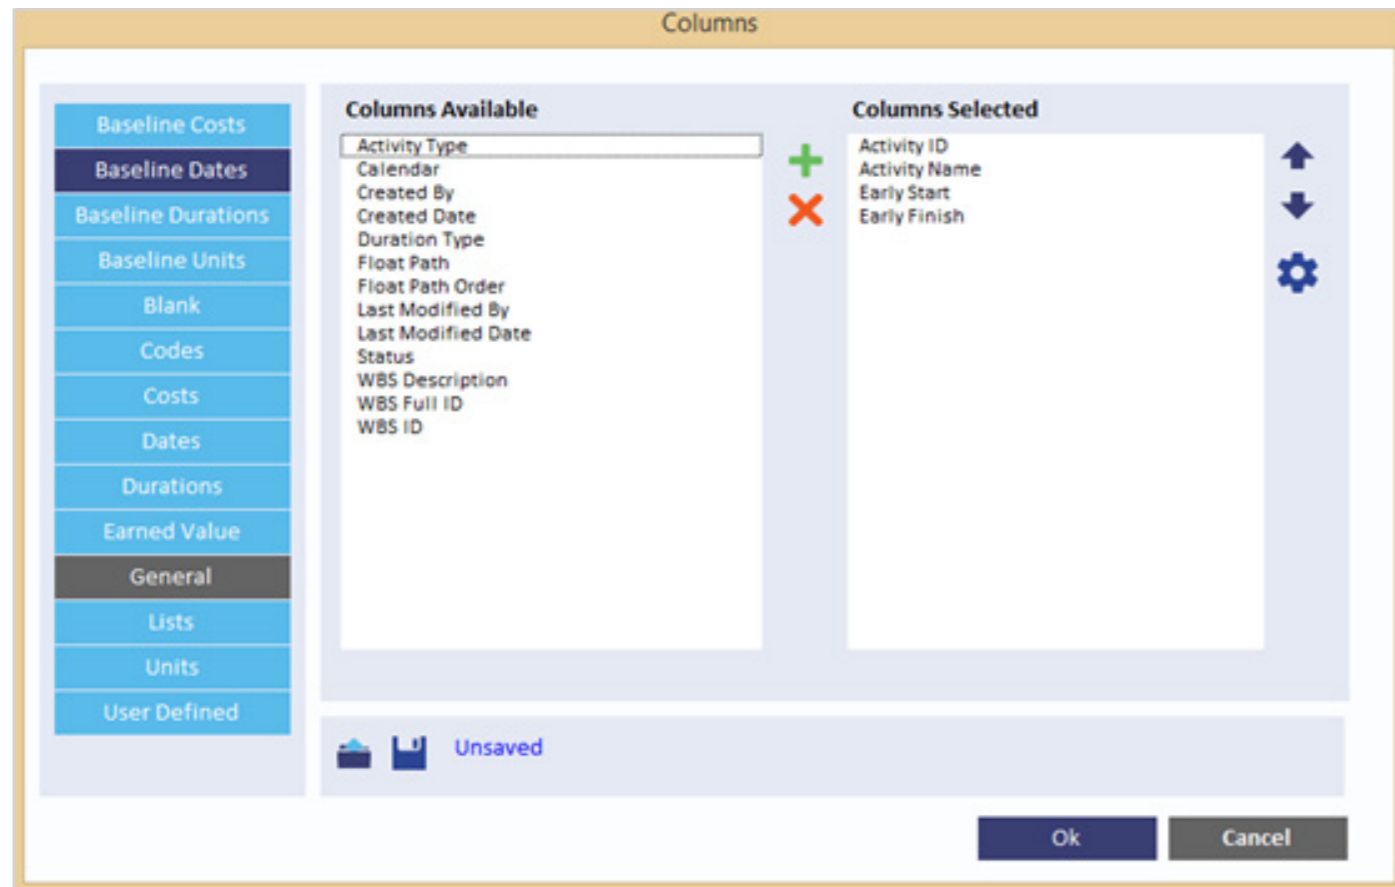 Columns
Baseline Costs
Baseline Dates
Baseline Durations
Baseline Units
Blank
Codes
Costs
Dates
Durations
Earned Value
General
Lists
Units
User Defined
Columns Available
Activity Type
Calendar
Created By
Created Date
Duration Type
Float Path
Float Path Order
Last Modified By
Last Modified Date
Status
WBS Description
WBS Full ID
WBS ID
Columns Selected
Activity ID
Activity Name
Early Start
Early Finish
Unsaved
Ok
Cancel